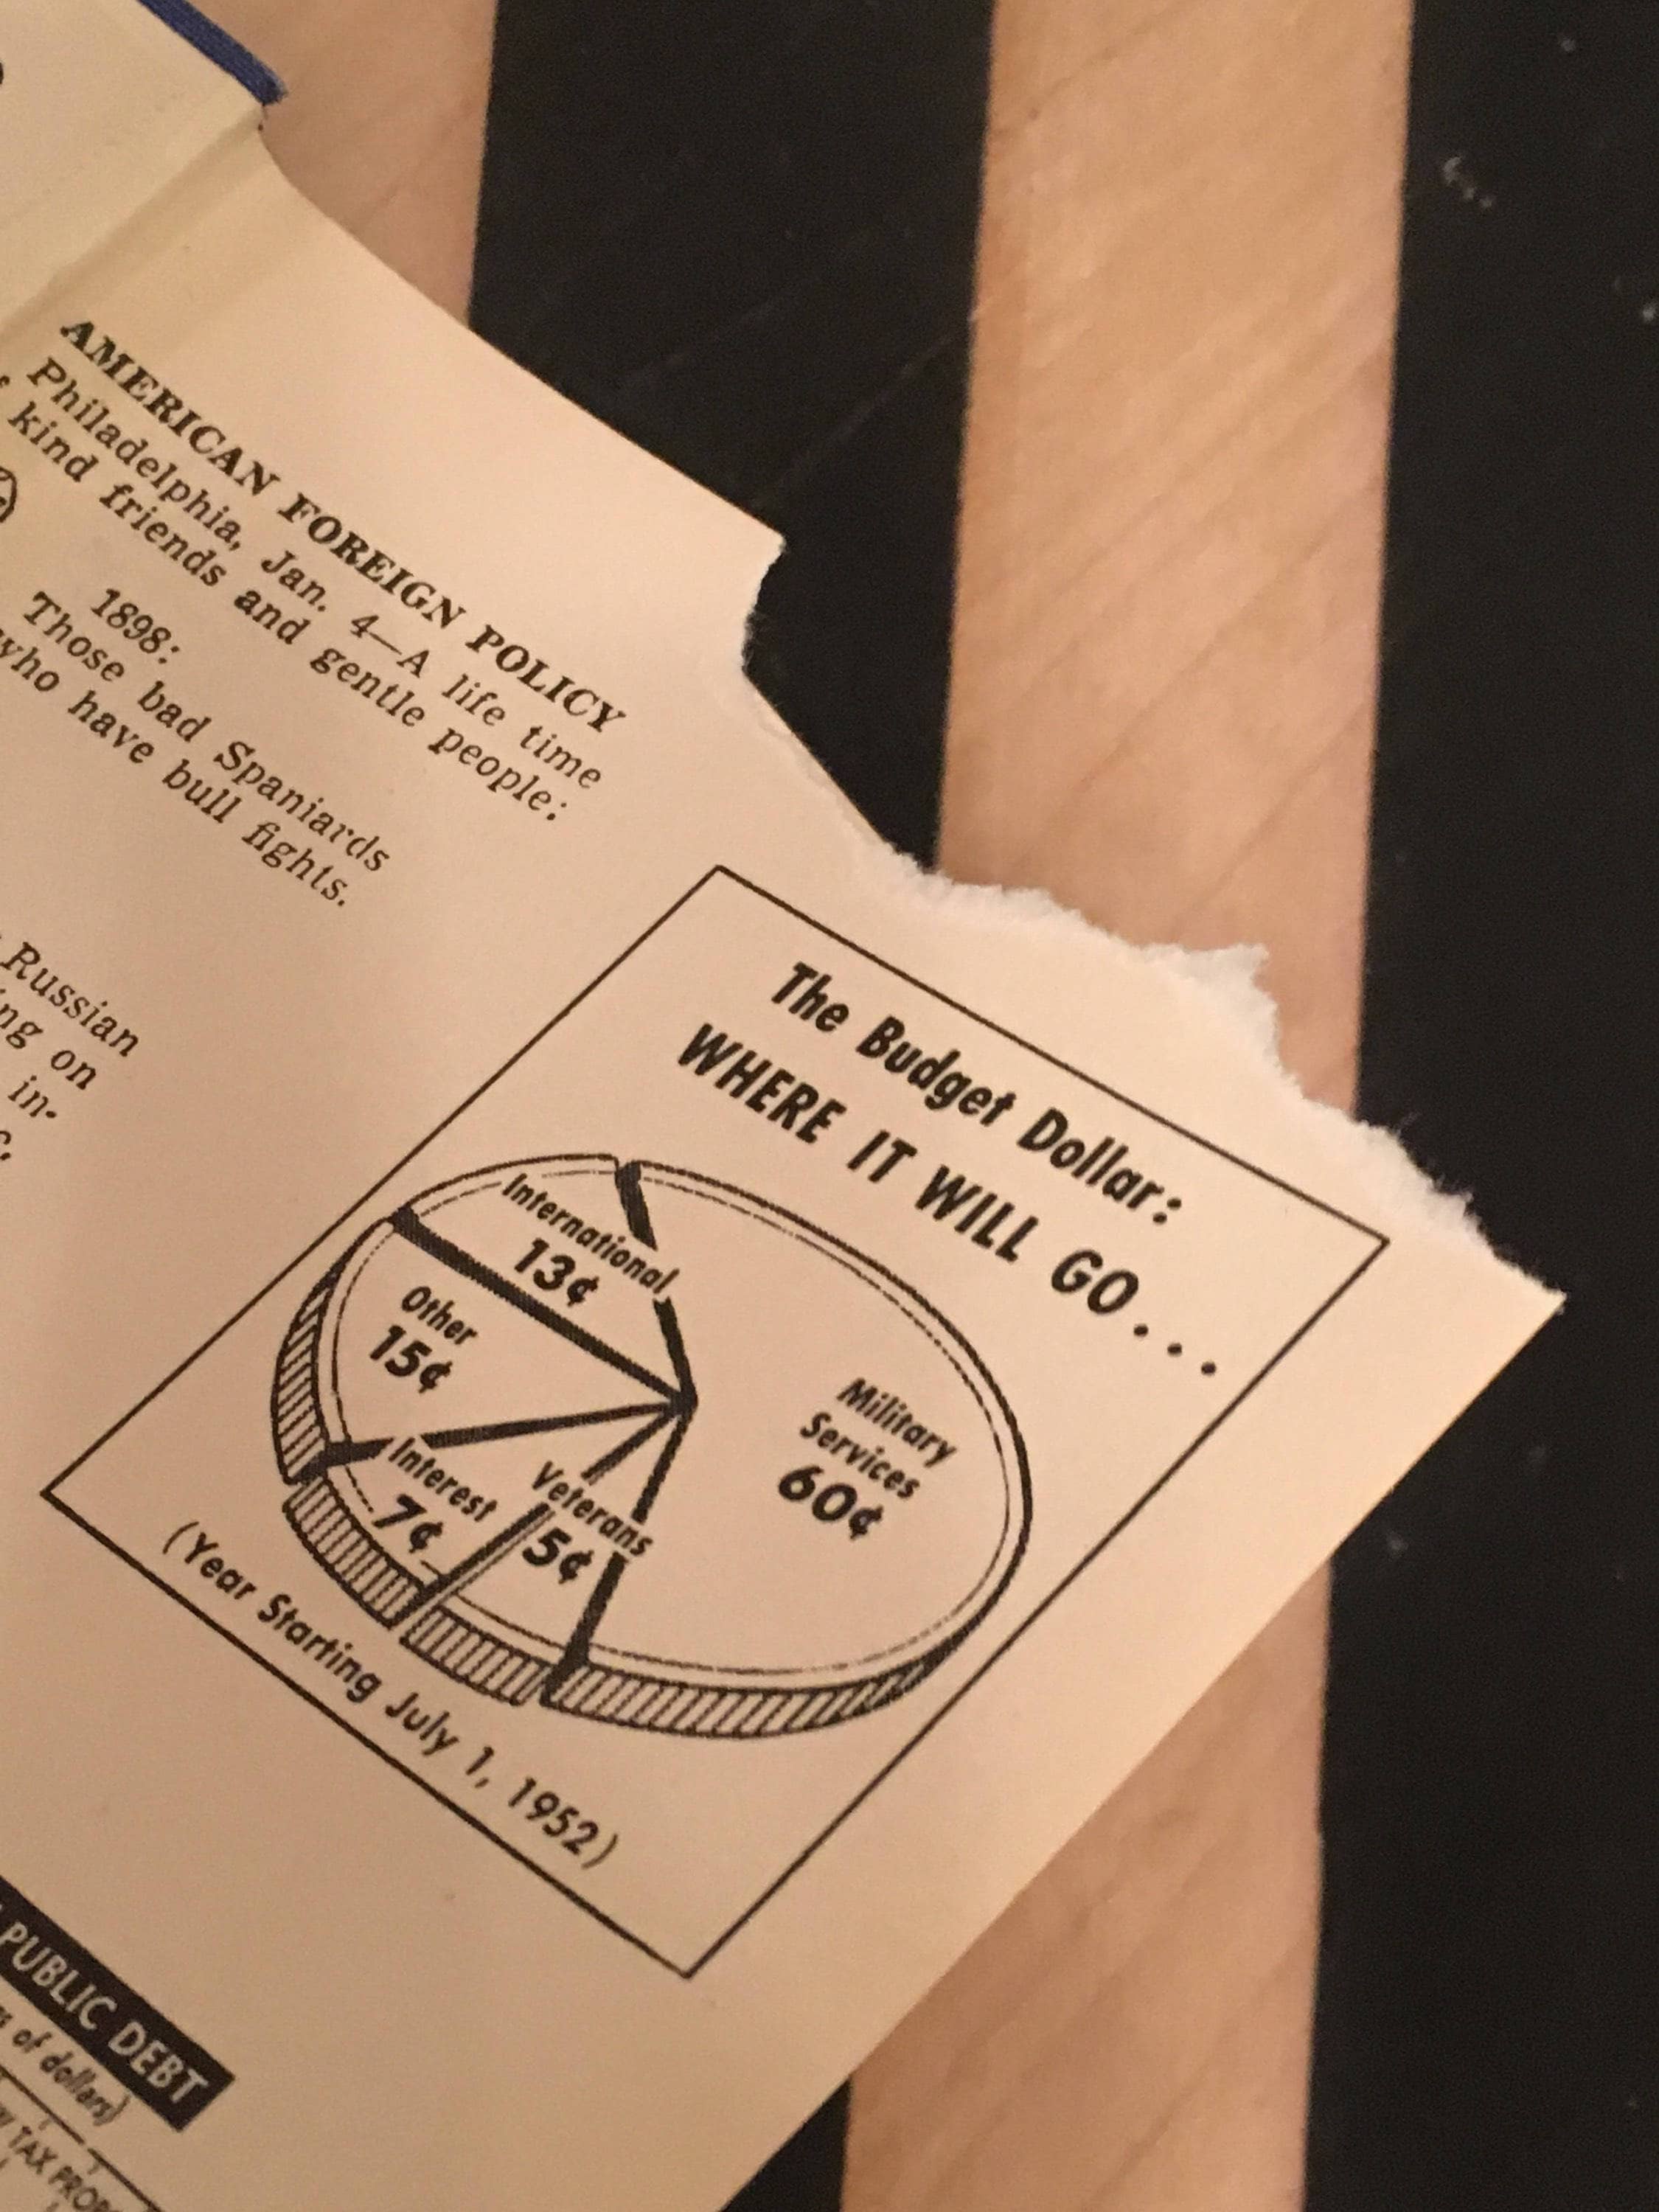 AMERICAN FOREIGN POLICY
Philadelphia, Jan. 4—A life time
kind friends and gentle people:
1898:
Those bad Spaniards
who have bull fights.
Russian
on
in-
The Budget Dollar:
WHERE IT WILL GO...
International
13¢
Other
15¢
Interest
7¢
Veterans
5¢
Military
Services
60¢
(Year Starting July 1, 1952)
PUBLIC DEBT
of dollars)
TAX